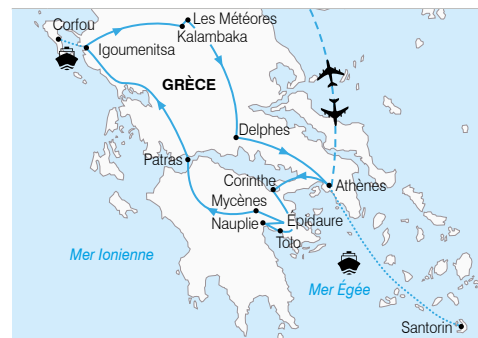 Corfou
Les Météores
Kalambaka
Igoumenitsa
GRÈCE
Delphes
Patras
Corinthe
Athènes
Mycènes
Nauplie
Épidaure
Tolo
Mer Ionienne
Mer Égée
Santorin